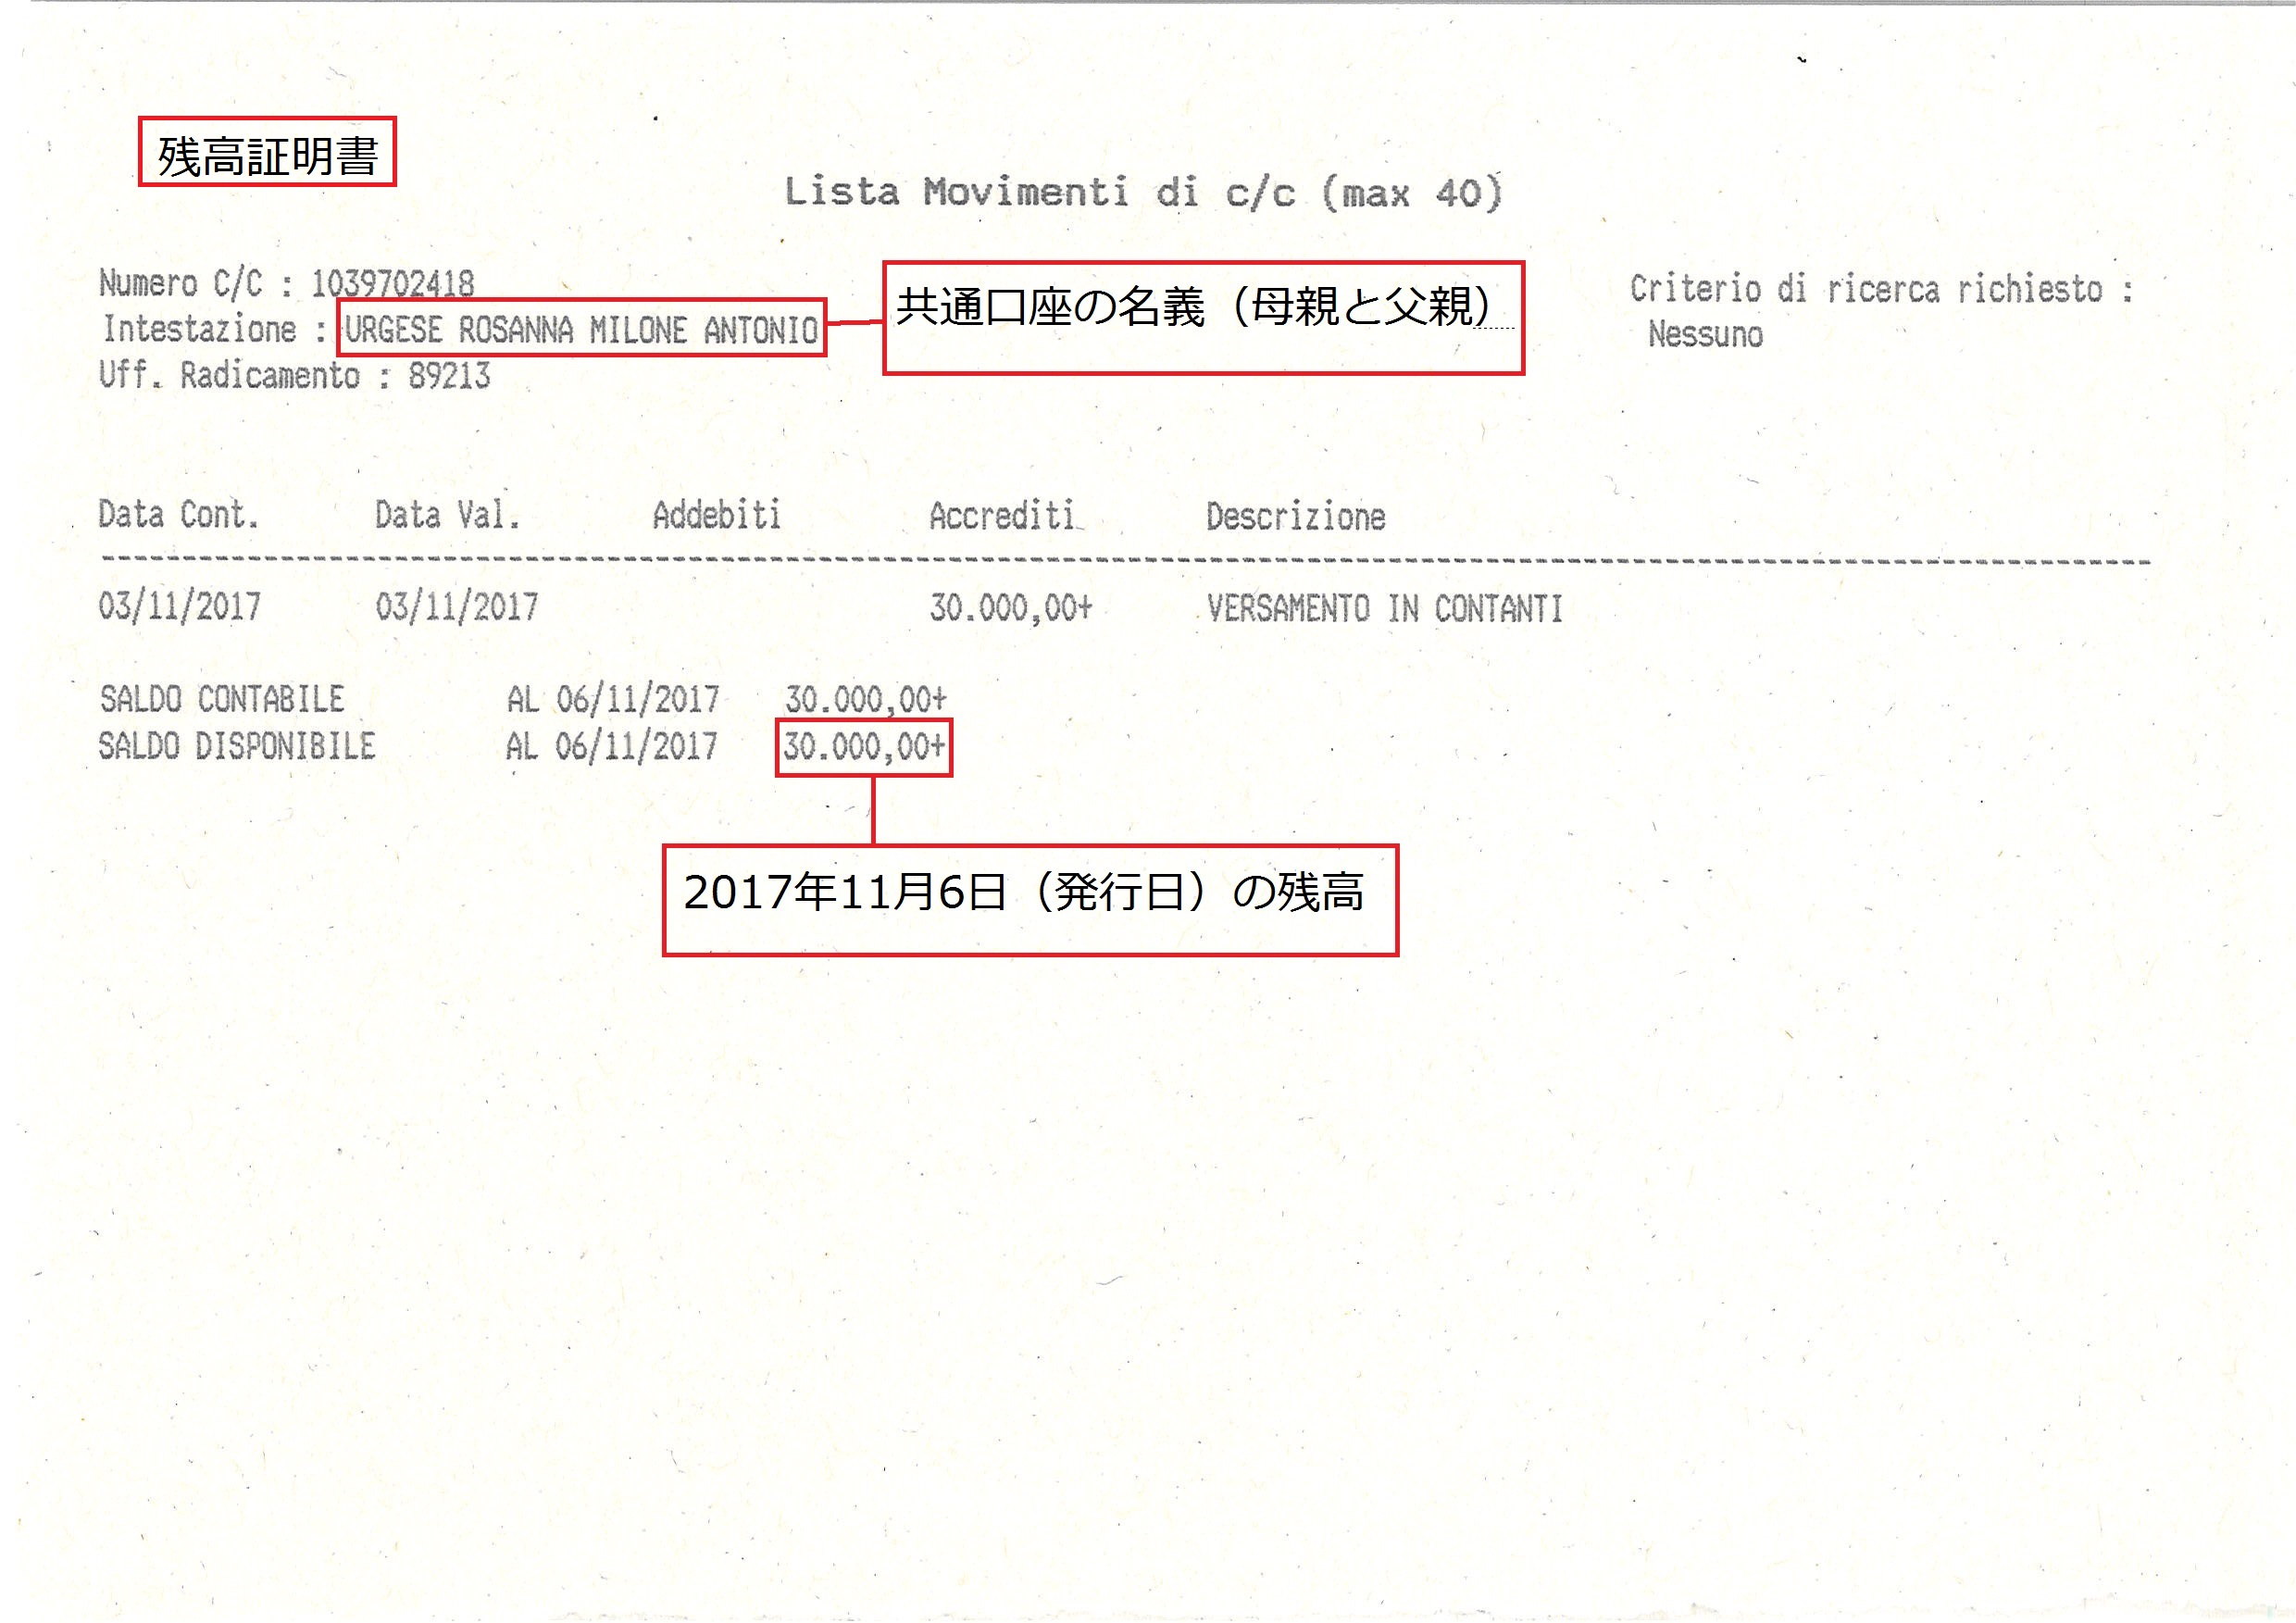 残高証明書
Lista Movimenti di c/c (max 40)
Numero C/C : 1039702418
Intestazione : URGESE ROSANNA MILONE ANTONIO
Uff. Radicamento : 89213
共通口座の名義（母親と父親）
Criterio di ricerca richiesto :
Nessuno
Data Cont. Data Val. Addebiti Accrediti Descrizione
03/11/2017 03/11/2017 30.000,00+ VERSAMENTO IN CONTANTI
SALDO CONTABILE AL 06/11/2017 30.000,00+
SALDO DISPONIBILE AL 06/11/2017 30.000,00+
2017年11月6日（発行日）の残高